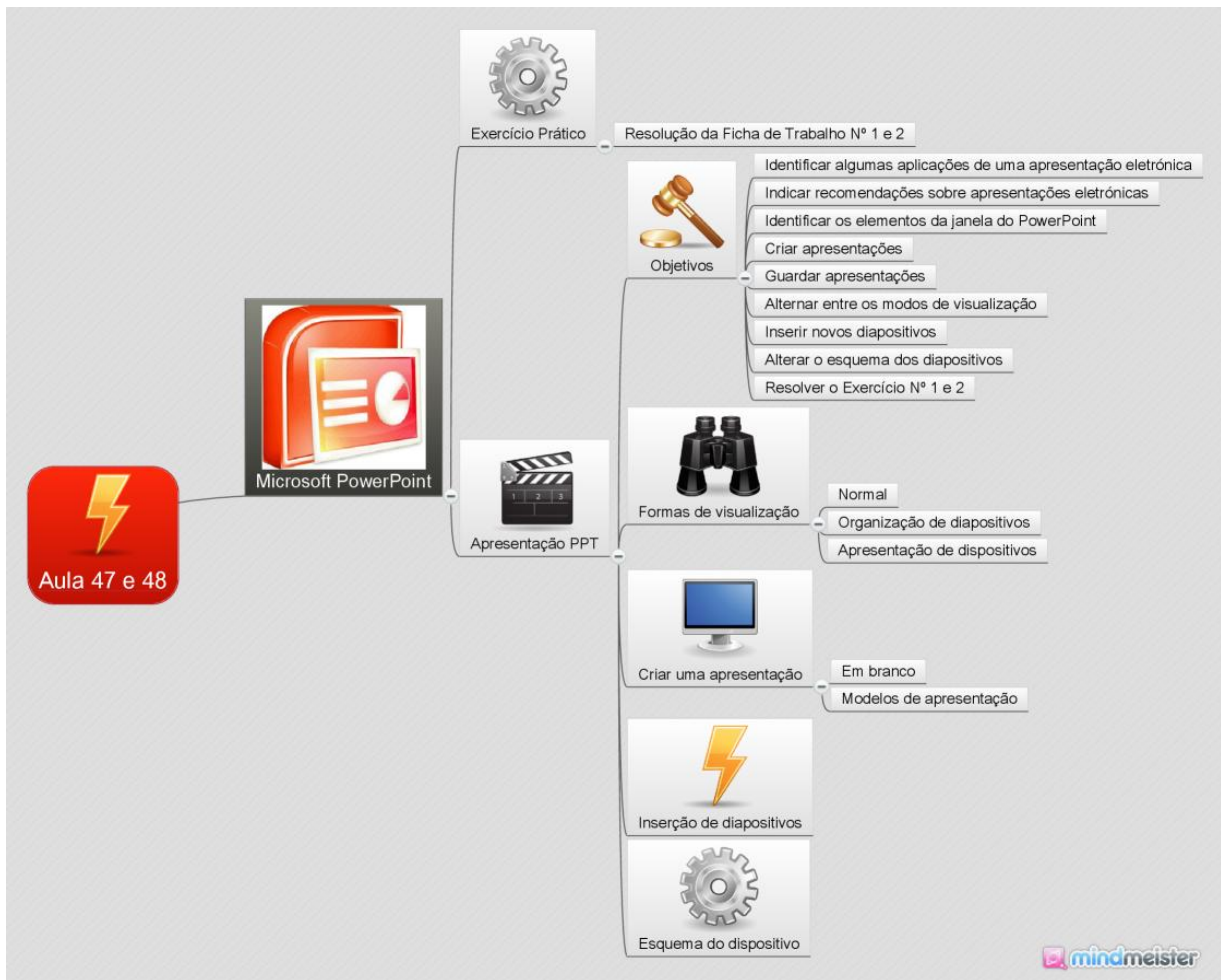 Aula 47 e 48
Microsoft PowerPoint
Exercício Prático
Resolução da Ficha de Trabalho Nº 1 e 2
Apresentação PPT
1 2 3
Objetivos
Identificar algumas aplicações de uma apresentação eletrónica
Indicar recomendações sobre apresentações eletrónicas
Identificar os elementos da janela do PowerPoint
Criar apresentações
Guardar apresentações
Alternar entre os modos de visualização
Inserir novos diapositivos
Alterar o esquema dos diapositivos
Resolver o Exercício Nº 1 e 2
Formas de visualização
Normal
Organização de diapositivos
Apresentação de dispositivos
Criar uma apresentação
Em branco
Modelos de apresentação
Inserção de diapositivos
Esquema do dispositivo
mindmeister